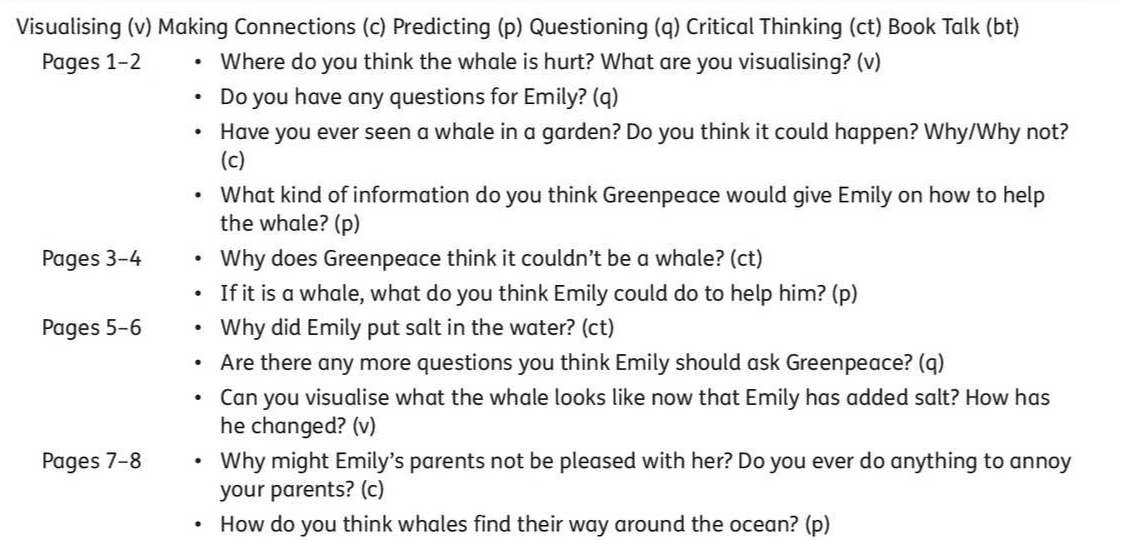 Visualising (v) Making Connections (c) Predicting (p) Questioning (q) Critical Thinking (ct) Book Talk (bt)
Pages 1–2 • Where do you think the whale is hurt? What are you visualising? (v)
• Do you have any questions for Emily? (q)
• Have you ever seen a whale in a garden? Do you think it could happen? Why/Why not?
(c)
• What kind of information do you think Greenpeace would give Emily on how to help
the whale? (p)
Pages 3–4 • Why does Greenpeace think it couldn’t be a whale? (ct)
• If it is a whale, what do you think Emily could do to help him? (p)
Pages 5–6 • Why did Emily put salt in the water? (ct)
• Are there any more questions you think Emily should ask Greenpeace? (q)
• Can you visualise what the whale looks like now that Emily has added salt? How has
he changed? (v)
Pages 7–8 • Why might Emily’s parents not be pleased with her? Do you ever do anything to annoy
your parents? (c)
• How do you think whales find their way around the ocean? (p)